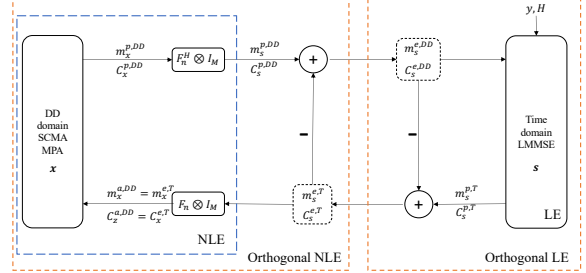 y, H
m_x^{p,DD}
C_x^{p,DD}
F_n^H ⊗ I_M
m_s^{p,DD}
C_s^{p,DD}
+
m_s^{e,DD}
C_s^{e,DD}
DD
domain
SCMA
MPA
x
Time
domain
LMMSE
s
−
−
m_x^{a,DD} = m_x^{e,T}
C_z^{a,DD} = C_x^{e,T}
F_n ⊗ I_M
m_s^{e,T}
C_s^{e,T}
+
m_s^{p,T}
C_s^{p,T}
LE
NLE
Orthogonal NLE
Orthogonal LE